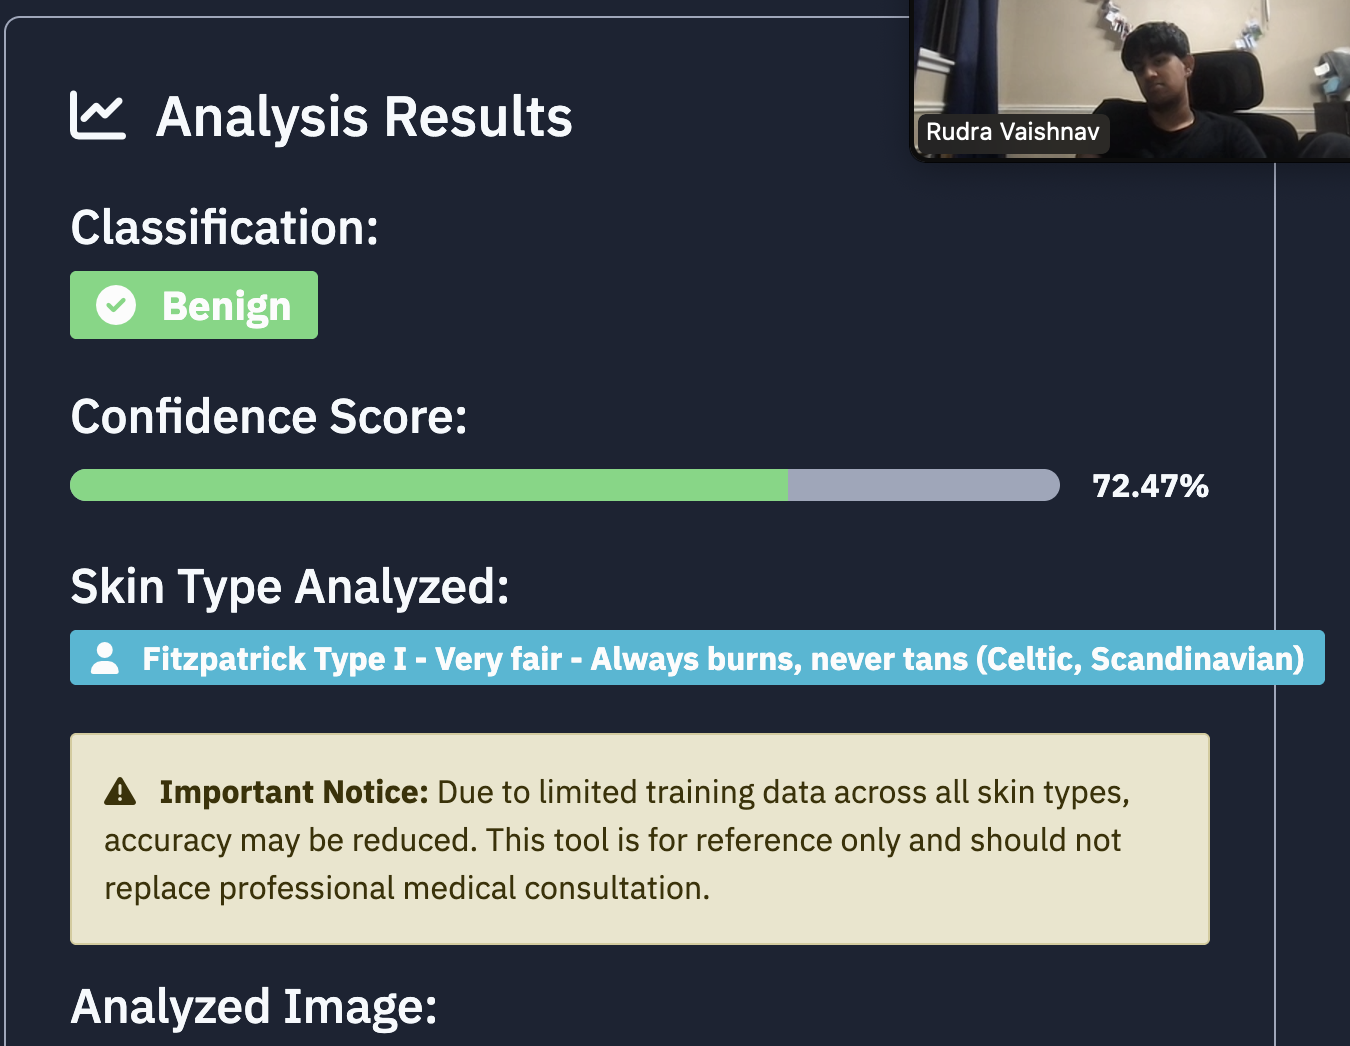 Analysis Results
Rudra Vaishnav
Classification:
Benign
Confidence Score:
72.47%
Skin Type Analyzed:
Fitzpatrick Type I - Very fair - Always burns, never tans (Celtic, Scandinavian)
Important Notice: Due to limited training data across all skin types,
accuracy may be reduced. This tool is for reference only and should not
replace professional medical consultation.
Analyzed Image: